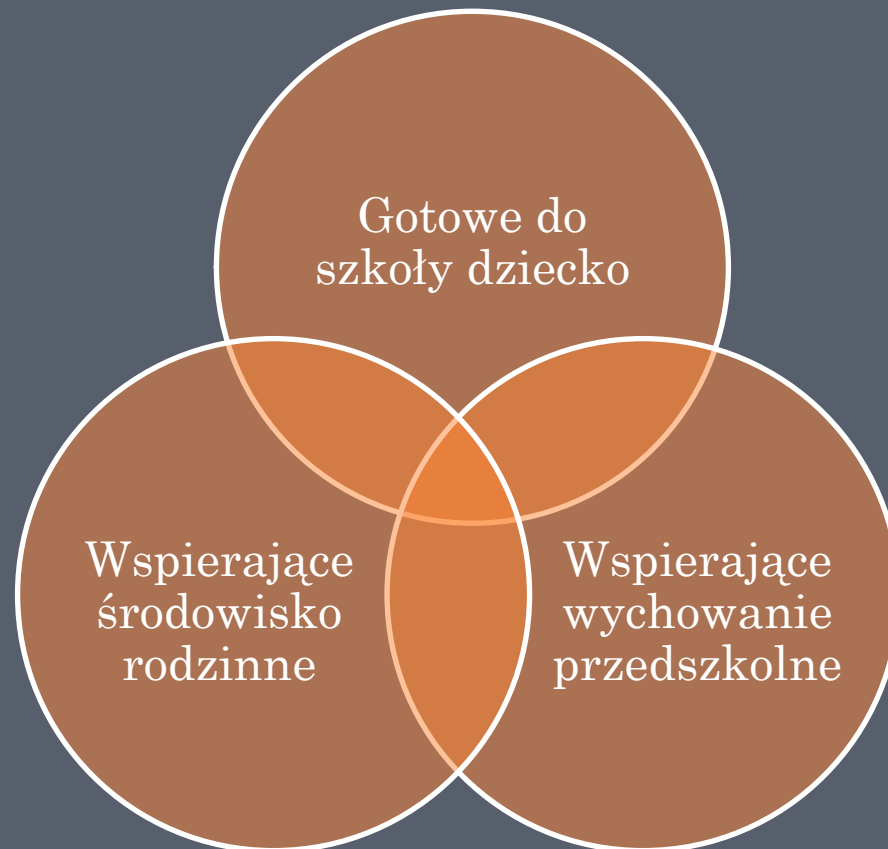 Gotowe do
szkoły dziecko
Wspierające
środowisko
rodzinne
Wspierające
wychowanie
przedszkolne